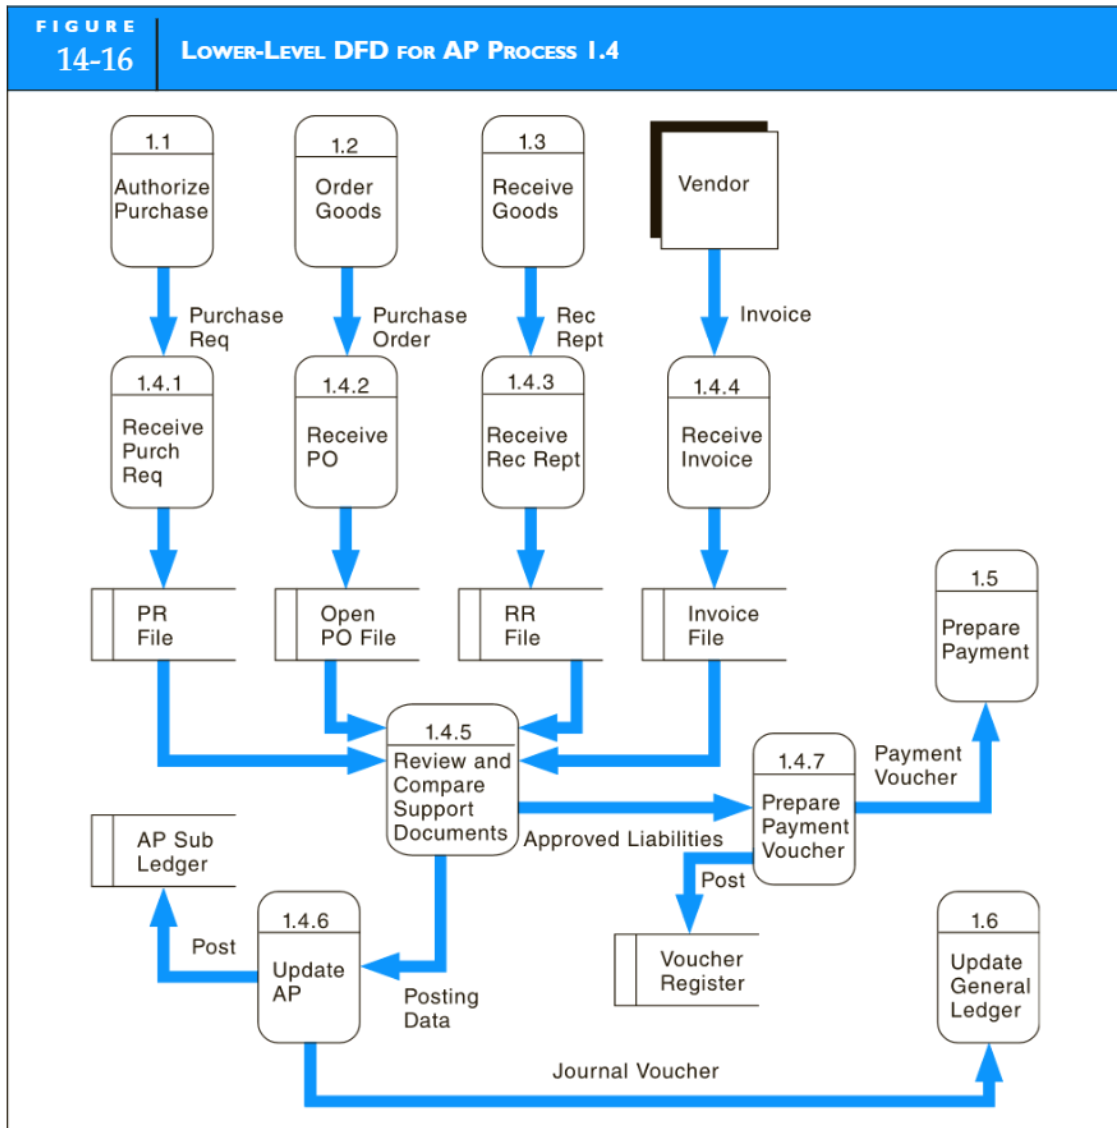 FIGURE
14-16
LOWER-LEVEL DFD FOR AP PROCESS 1.4
1.1
Authorize
Purchase
1.2
Order
Goods
1.3
Receive
Goods
Vendor
Purchase
Req
Purchase
Order
Rec
Rept
Invoice
1.4.1
Receive
Purch
Req
1.4.2
Receive
PO
1.4.3
Receive
Rec Rept
1.4.4
Receive
Invoice
PR
File
Open
PO File
RR
File
Invoice
File
1.5
Prepare
Payment
1.4.5
Review and
Compare
Support
Documents
1.4.7
Prepare
Payment
Voucher
Payment
Voucher
Approved Liabilities
AP Sub
Ledger
Post
Post
1.4.6
Update
AP
Posting
Data
Voucher
Register
1.6
Update
General
Ledger
Journal Voucher